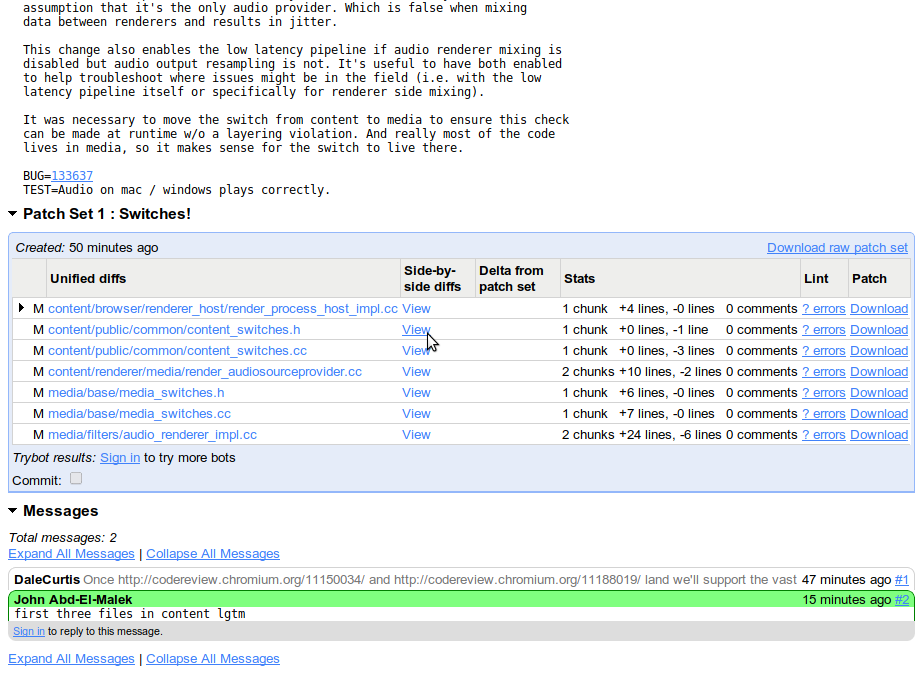 assumption that it's the only audio provider. Which is false when mixing
data between renderers and results in jitter.
This change also enables the low latency pipeline if audio renderer mixing is
disabled but audio output resampling is not. It's useful to have both enabled
to help troubleshoot where issues might be in the field (i.e. with the low
latency pipeline itself or specifically for renderer side mixing).
It was necessary to move the switch from content to media to ensure this check
can be made at runtime w/o a layering violation. And really most of the code
lives in media, so it makes sense for the switch to live there.
BUG=133637
TEST=Audio on mac / windows plays correctly.
Patch Set 1 : Switches!
Created: 50 minutes ago Download raw patch set
Unified diffs Side-by-side diffs Delta from patch set Stats Lint Patch
M content/browser/renderer_host/render_process_host_impl.cc View 1 chunk +4 lines, -0 lines 0 comments ? errors Download
M content/public/common/content_switches.h View 1 chunk +0 lines, -1 line 0 comments ? errors Download
M content/public/common/content_switches.cc View 1 chunk +0 lines, -3 lines 0 comments ? errors Download
M content/renderer/media/render_audiosourceprovider.cc View 2 chunks +10 lines, -2 lines 0 comments ? errors Download
M media/base/media_switches.h View 1 chunk +6 lines, -0 lines 0 comments ? errors Download
M media/base/media_switches.cc View 1 chunk +7 lines, -0 lines 0 comments ? errors Download
M media/filters/audio_renderer_impl.cc View 2 chunks +24 lines, -6 lines 0 comments ? errors Download
Trybot results: Sign in to try more bots
Commit:
Messages
Total messages: 2
Expand All Messages | Collapse All Messages
DaleCurtis Once http://codereview.chromium.org/11150034/ and http://codereview.chromium.org/11188019/ land we'll support the vast 47 minutes ago #1
John Abd-El-Malek 15 minutes ago #2
first three files in content lgtm
Sign in to reply to this message.
Expand All Messages | Collapse All Messages